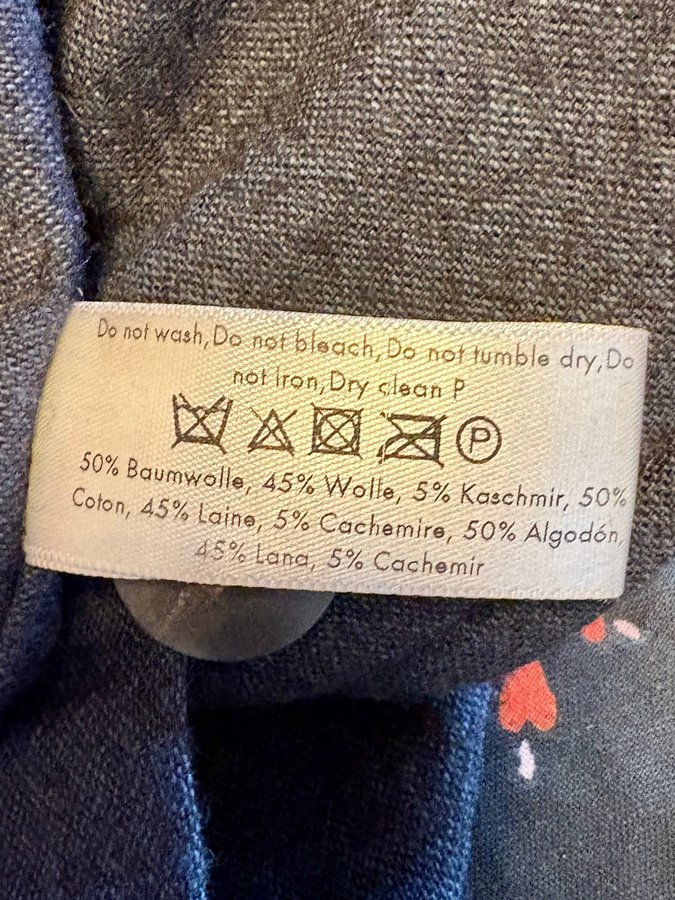 Do not wash,Do not bleach,Do not tumble dry,Do
not iron,Dry clean P
P
50% Baumwolle, 45% Wolle, 5% Kaschmir, 50%
Coton, 45% Laine, 5% Cachemire, 50% Algodón,
45% Lana, 5% Cachemir